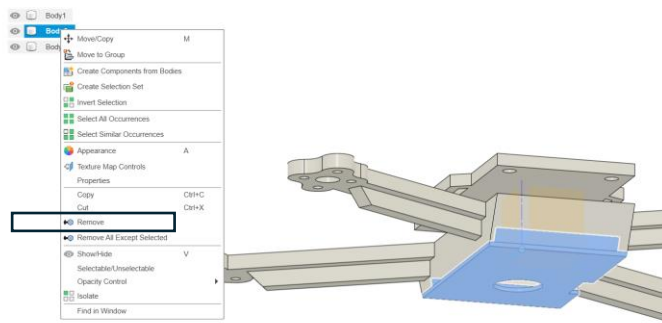 Body1
Body
Body
Move/Copy M
Move to Group
Create Components from Bodies
Create Selection Set
Invert Selection
Select All Occurrences
Select Similar Occurrences
Appearance A
Texture Map Controls
Properties
Copy Ctrl+C
Cut Ctrl+X
Remove
Remove All Except Selected
Show/Hide V
Selectable/Unselectable
Opacity Control
Isolate
Find in Window